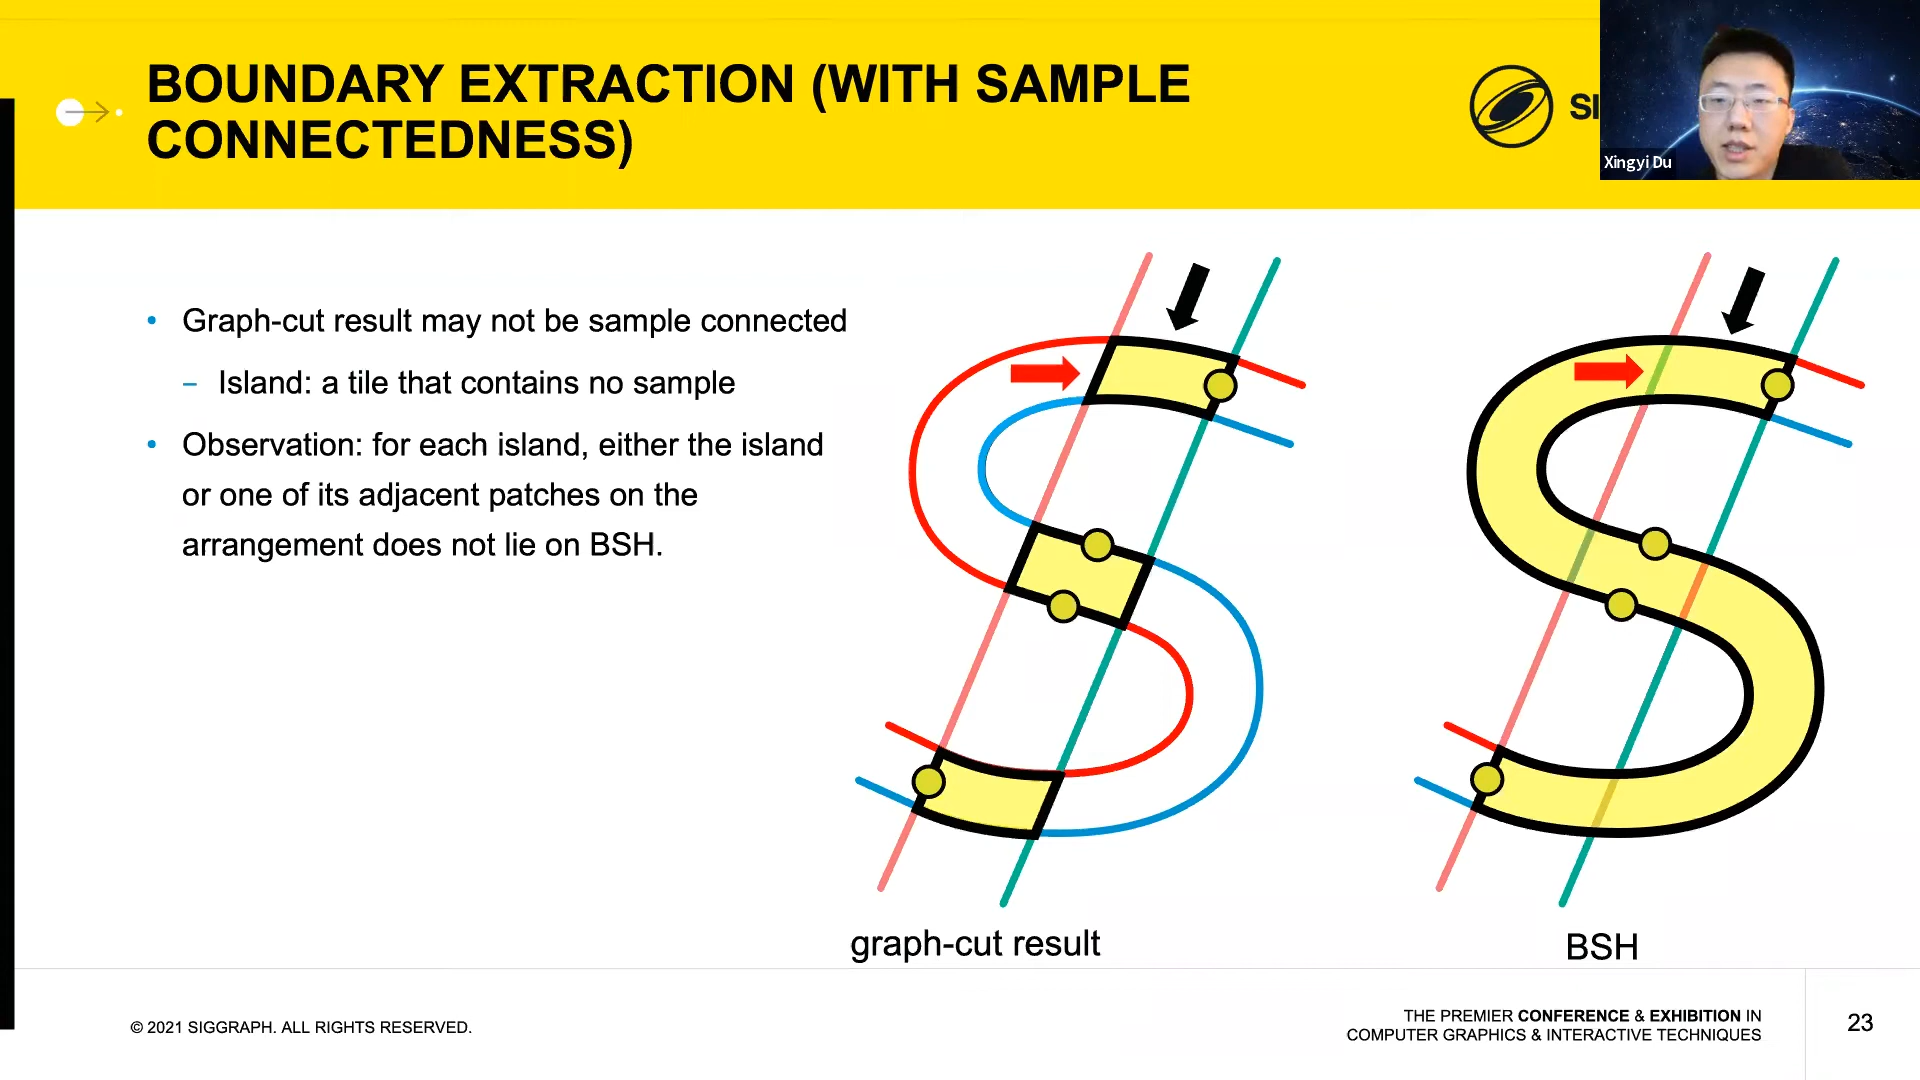 BOUNDARY EXTRACTION (WITH SAMPLE
CONNECTEDNESS)
Xingyi Du
• Graph-cut result may not be sample connected
– Island: a tile that contains no sample
• Observation: for each island, either the island
or one of its adjacent patches on the
arrangement does not lie on BSH.
graph-cut result
BSH
© 2021 SIGGRAPH. ALL RIGHTS RESERVED.
THE PREMIER CONFERENCE & EXHIBITION IN
COMPUTER GRAPHICS & INTERACTIVE TECHNIQUES
23